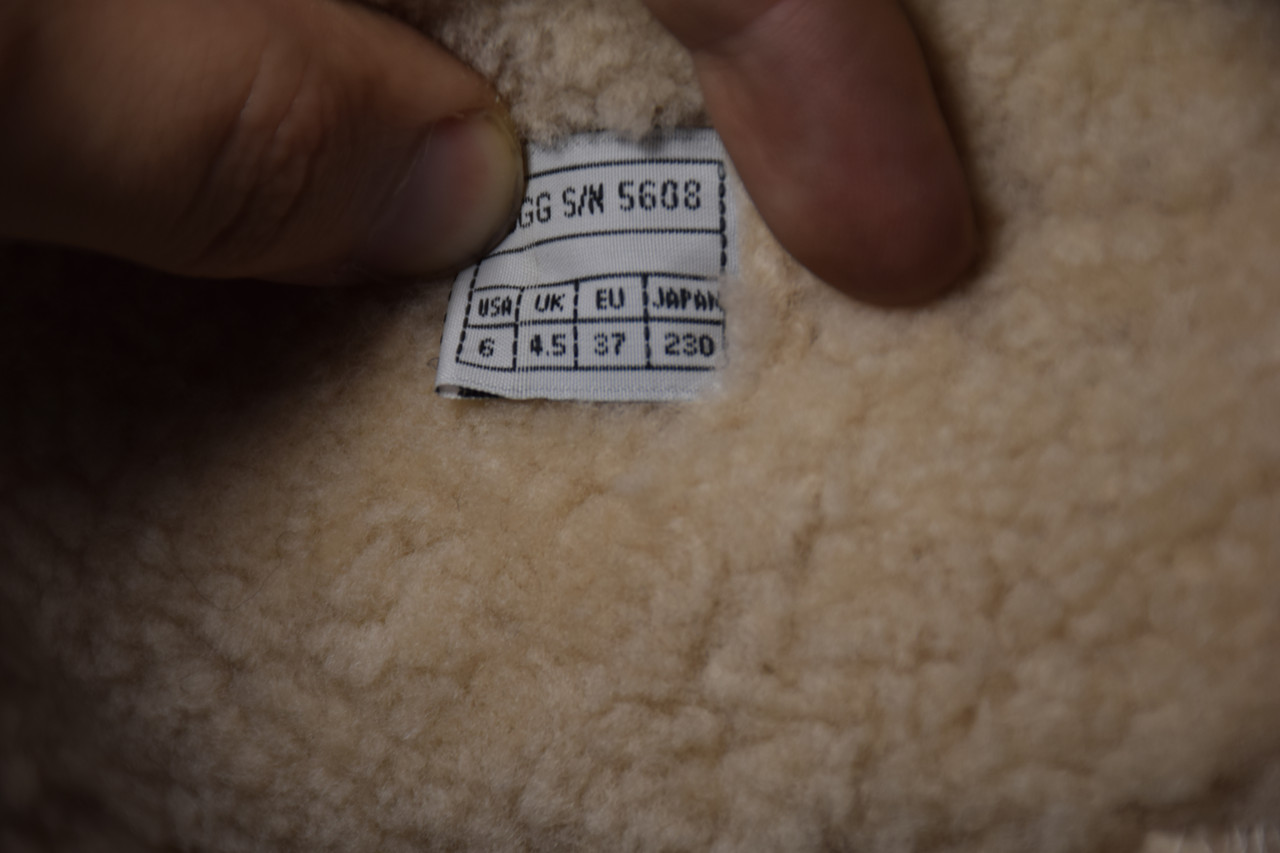 GG S/N 5608
USA UK EU JAPAN
6 4.5 37 230